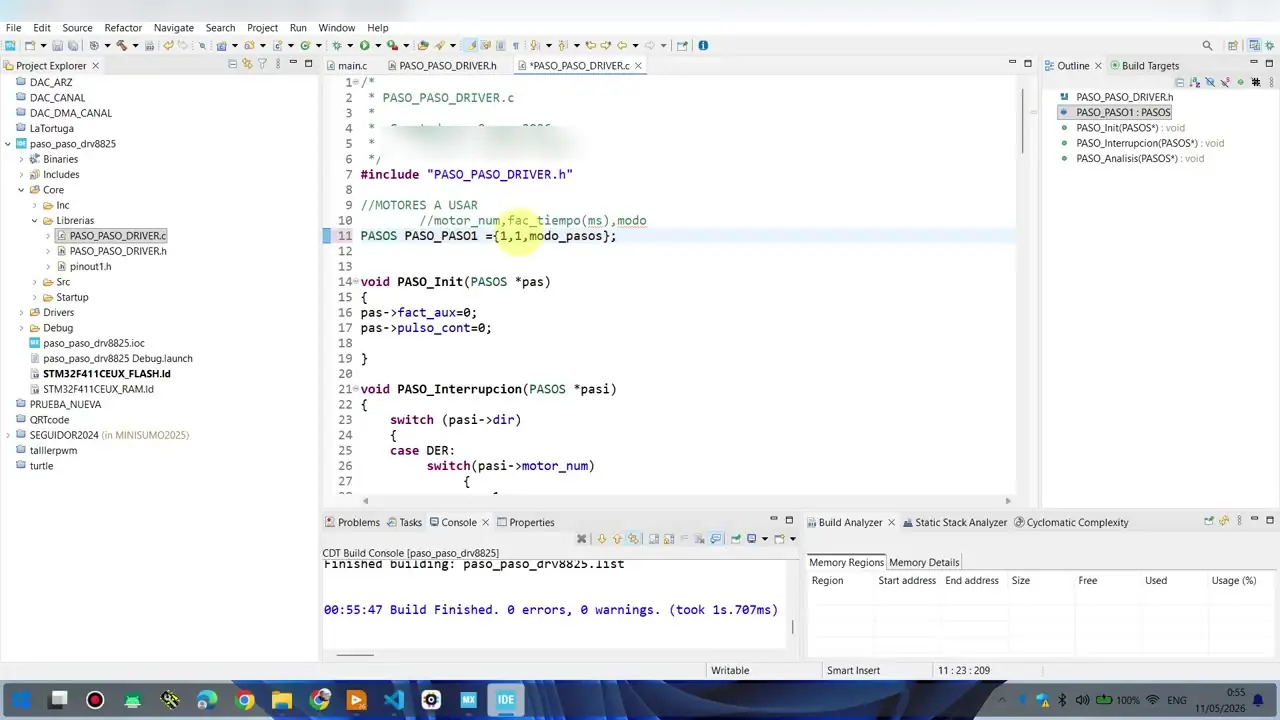 File Edit Source Refactor Navigate Search Project Run Window Help
Project Explorer
DAC_ARZ
DAC_CANAL
DAC_DMA_CANAL
LaTortuga
paso_paso_drv8825
Binaries
Includes
Core
Inc
Librerias
PASO_PASO_DRIVER.c
PASO_PASO_DRIVER.h
pinout1.h
Src
Startup
Drivers
Debug
paso_paso_drv8825.ioc
paso_paso_drv8825 Debug.launch
STM32F411CEUX_FLASH.ld
STM32F411CEUX_RAM.ld
PRUEBA_NUEVA
QRTcode
SEGUIDOR2024 (in MINISUMO2025)
talllerpwm
turtle
main.c PASO_PASO_DRIVER.h *PASO_PASO_DRIVER.c
1 /*
2 * PASO_PASO_DRIVER.c
3 *
4 *
5 *
6 */
7 #include "PASO_PASO_DRIVER.h"
8
9 //MOTORES A USAR
10 //motor_num,fac_tiempo(ms),modo
11 PASOS PASO_PASO1 ={1,1,modo_pasos};
12
13
14 void PASO_Init(PASOS *pas)
15 {
16 pas->fact_aux=0;
17 pas->pulso_cont=0;
18
19 }
20
21 void PASO_Interrupcion(PASOS *pasi)
22 {
23 switch (pasi->dir)
24 {
25 case DER:
26 switch(pasi->motor_num)
27 {
Outline Build Targets
PASO_PASO_DRIVER.h
PASO_PASO1 : PASOS
PASO_Init(PASOS*) : void
PASO_Interrupcion(PASOS*) : void
PASO_Analisis(PASOS*) : void
Problems Tasks Console Properties
CDT Build Console [paso_paso_drv8825]
Finished building: paso_paso_drv8825.list
00:55:47 Build Finished. 0 errors, 0 warnings. (took 1s.707ms)
Build Analyzer Static Stack Analyzer Cyclomatic Complexity
Memory Regions Memory Details
Region Start address End address Size Free Used Usage (%)
Writable Smart Insert 11 : 23 : 209
MX IDE 100% ENG 0:55
11/05/2026